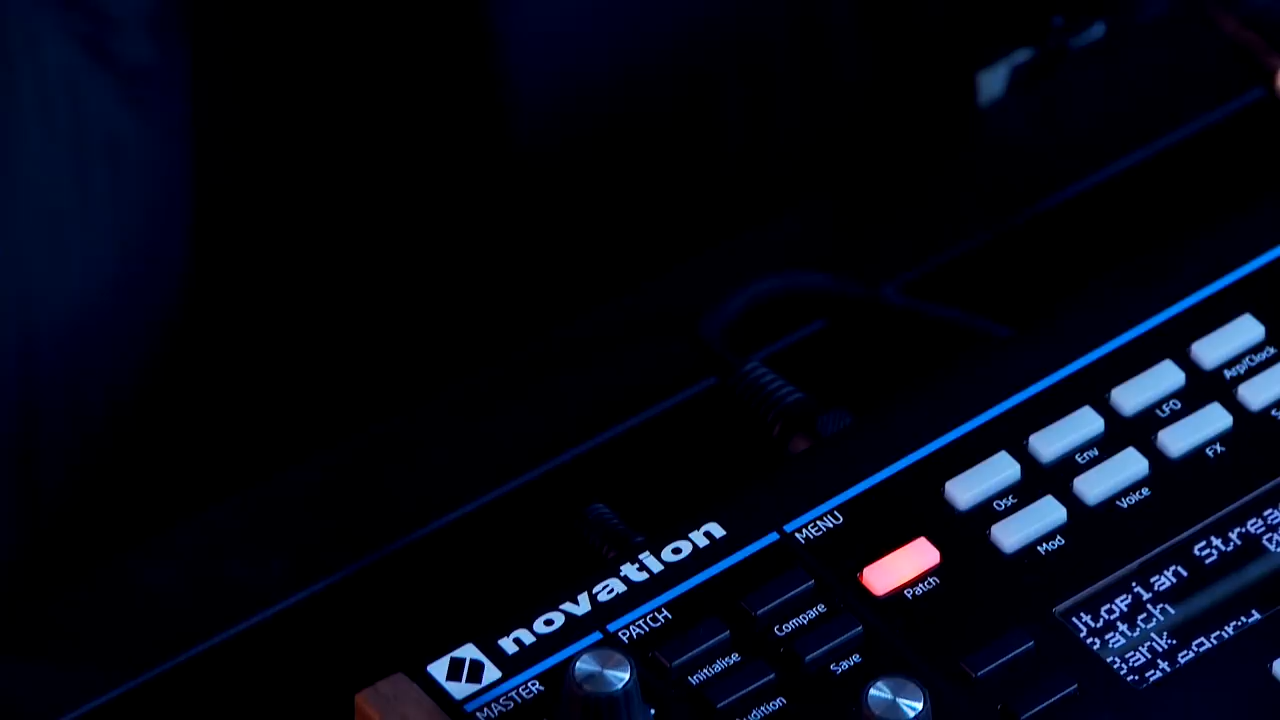 novation
MASTER
PATCH
MENU
Initialise
Compare
Save
Patch
Osc
Env
LFO
Arp/Clock
Mod
Voice
FX